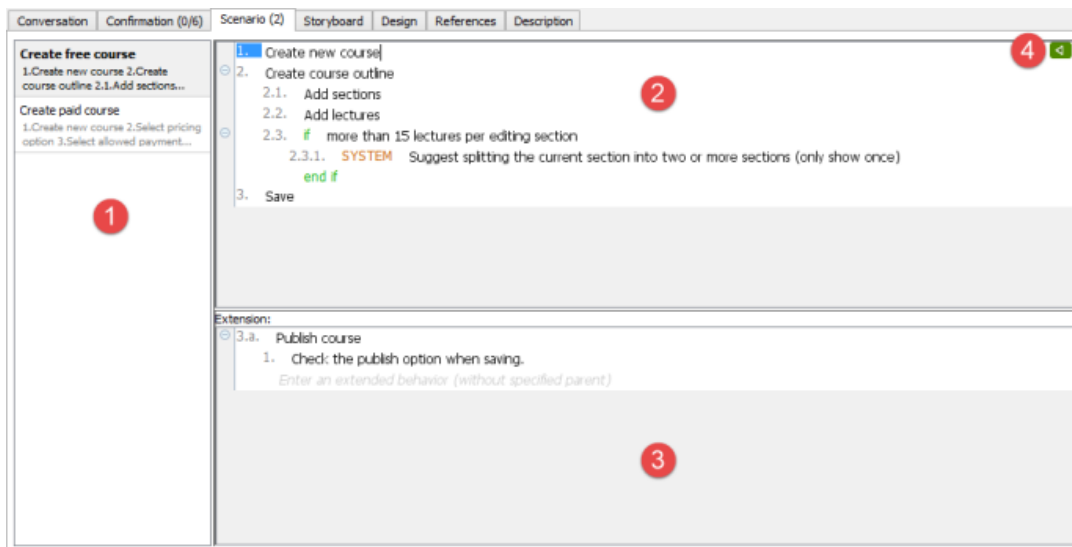 Conversation Confirmation (0/6) Scenario (2) Storyboard Design References Description
Create free course
1.Create new course 2.Create
course outline 2.1.Add sections...
Create paid course
1.Create new course 2.Select pricing
option 3.Select allowed payment...
1
1. Create new course
4
2. Create course outline
2
2.1. Add sections
2.2. Add lectures
2.3. if more than 15 lectures per editing section
2.3.1. SYSTEM Suggest splitting the current section into two or more sections (only show once)
end if
3. Save
Extension:
3.a. Publish course
1. Check the publish option when saving.
Enter an extended behavior (without specified parent)
3